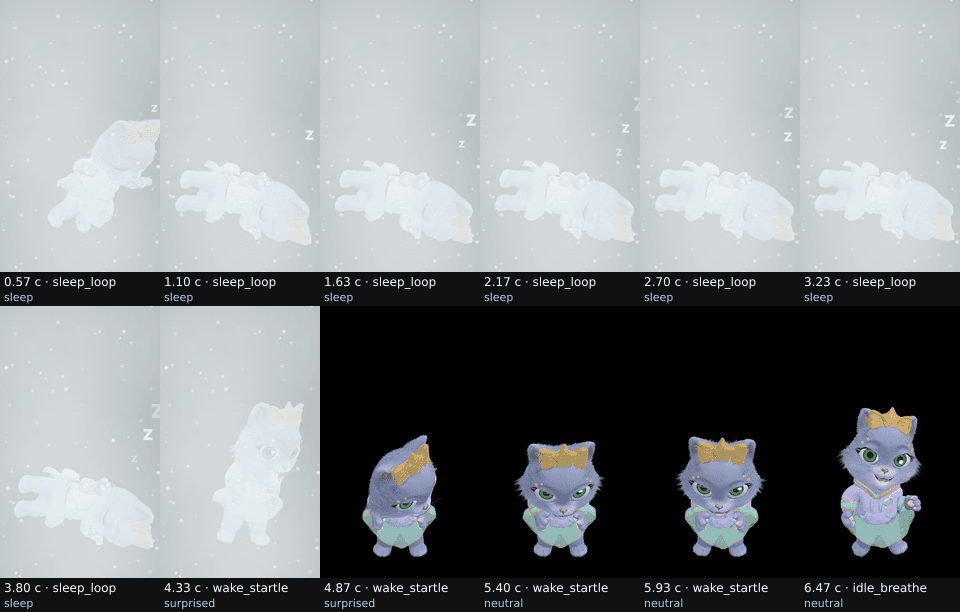 z
z
z
z
z
z
z
z
z
z
z
0.57 c · sleep_loop
1.10 c · sleep_loop
1.63 c · sleep_loop
2.17 c · sleep_loop
2.70 c · sleep_loop
3.23 c · sleep_loop
sleep
sleep
sleep
sleep
sleep
sleep
z
z
z
3.80 c · sleep_loop
4.33 c · wake_startle
4.87 c · wake_startle
5.40 c · wake_startle
5.93 c · wake_startle
6.47 c · idle_breathe
sleep
surprised
surprised
neutral
neutral
neutral